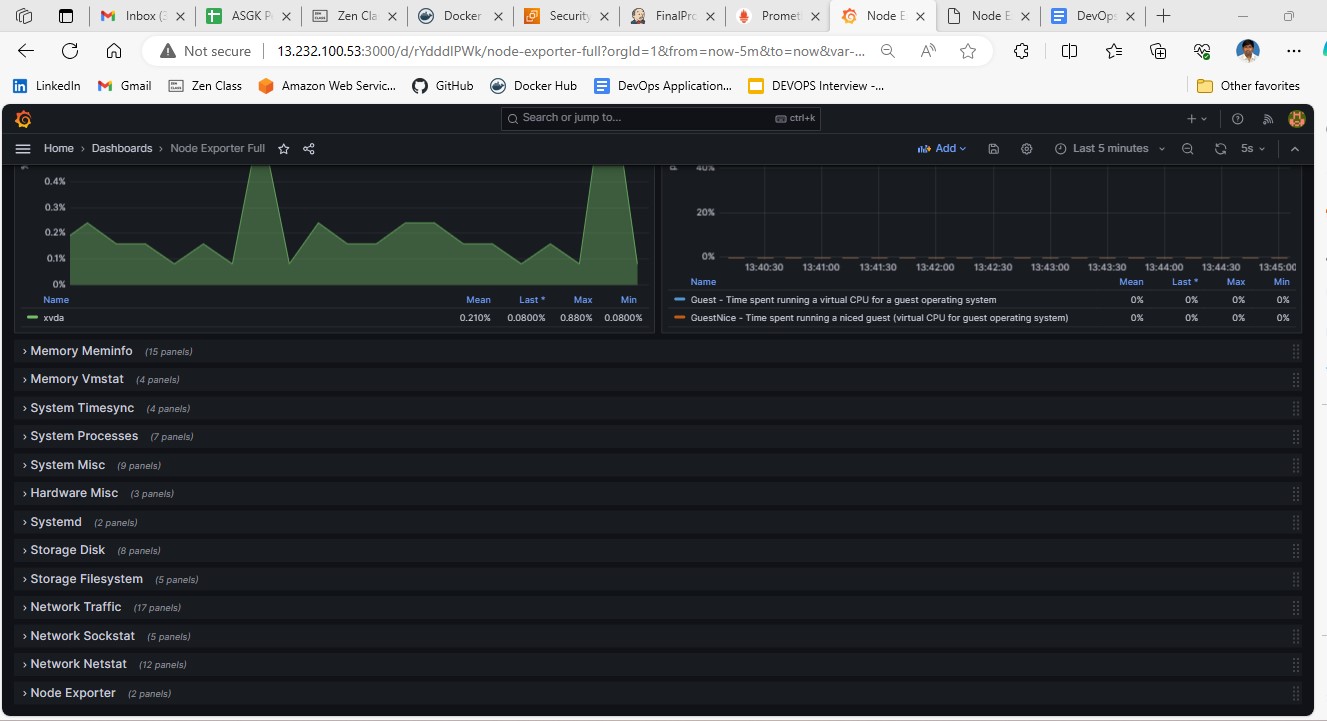 Inbox (3
ASGK P
Zen Cla
Docker
Security
FinalPro
Prometh
Node E
Node E
DevOps
Not secure
13.232.100.53:3000/d/rYdddlPWk/node-exporter-full?orgId=1&from=now-5m&to=now&var-...
LinkedIn
Gmail
Zen Class
Amazon Web Servic...
GitHub
Docker Hub
DevOps Application...
DEVOPS Interview -...
Other favorites
Search or jump to...
ctrl+k
Home › Dashboards › Node Exporter Full
Add
Last 5 minutes
5s
0.4%
0.3%
0.2%
0.1%
0%
Name Mean Last * Max Min
xvda 0.210% 0.0800% 0.880% 0.0800%
40%
20%
0%
13:40:30 13:41:00 13:41:30 13:42:00 13:42:30 13:43:00 13:43:30 13:44:00 13:44:30 13:45:00
Name Mean Last * Max Min
Guest - Time spent running a virtual CPU for a guest operating system 0% 0% 0% 0%
GuestNice - Time spent running a niced guest (virtual CPU for guest operating system) 0% 0% 0% 0%
Memory Meminfo (15 panels)
Memory Vmstat (4 panels)
System Timesync (4 panels)
System Processes (7 panels)
System Misc (9 panels)
Hardware Misc (3 panels)
Systemd (2 panels)
Storage Disk (8 panels)
Storage Filesystem (5 panels)
Network Traffic (17 panels)
Network Sockstat (5 panels)
Network Netstat (12 panels)
Node Exporter (2 panels)